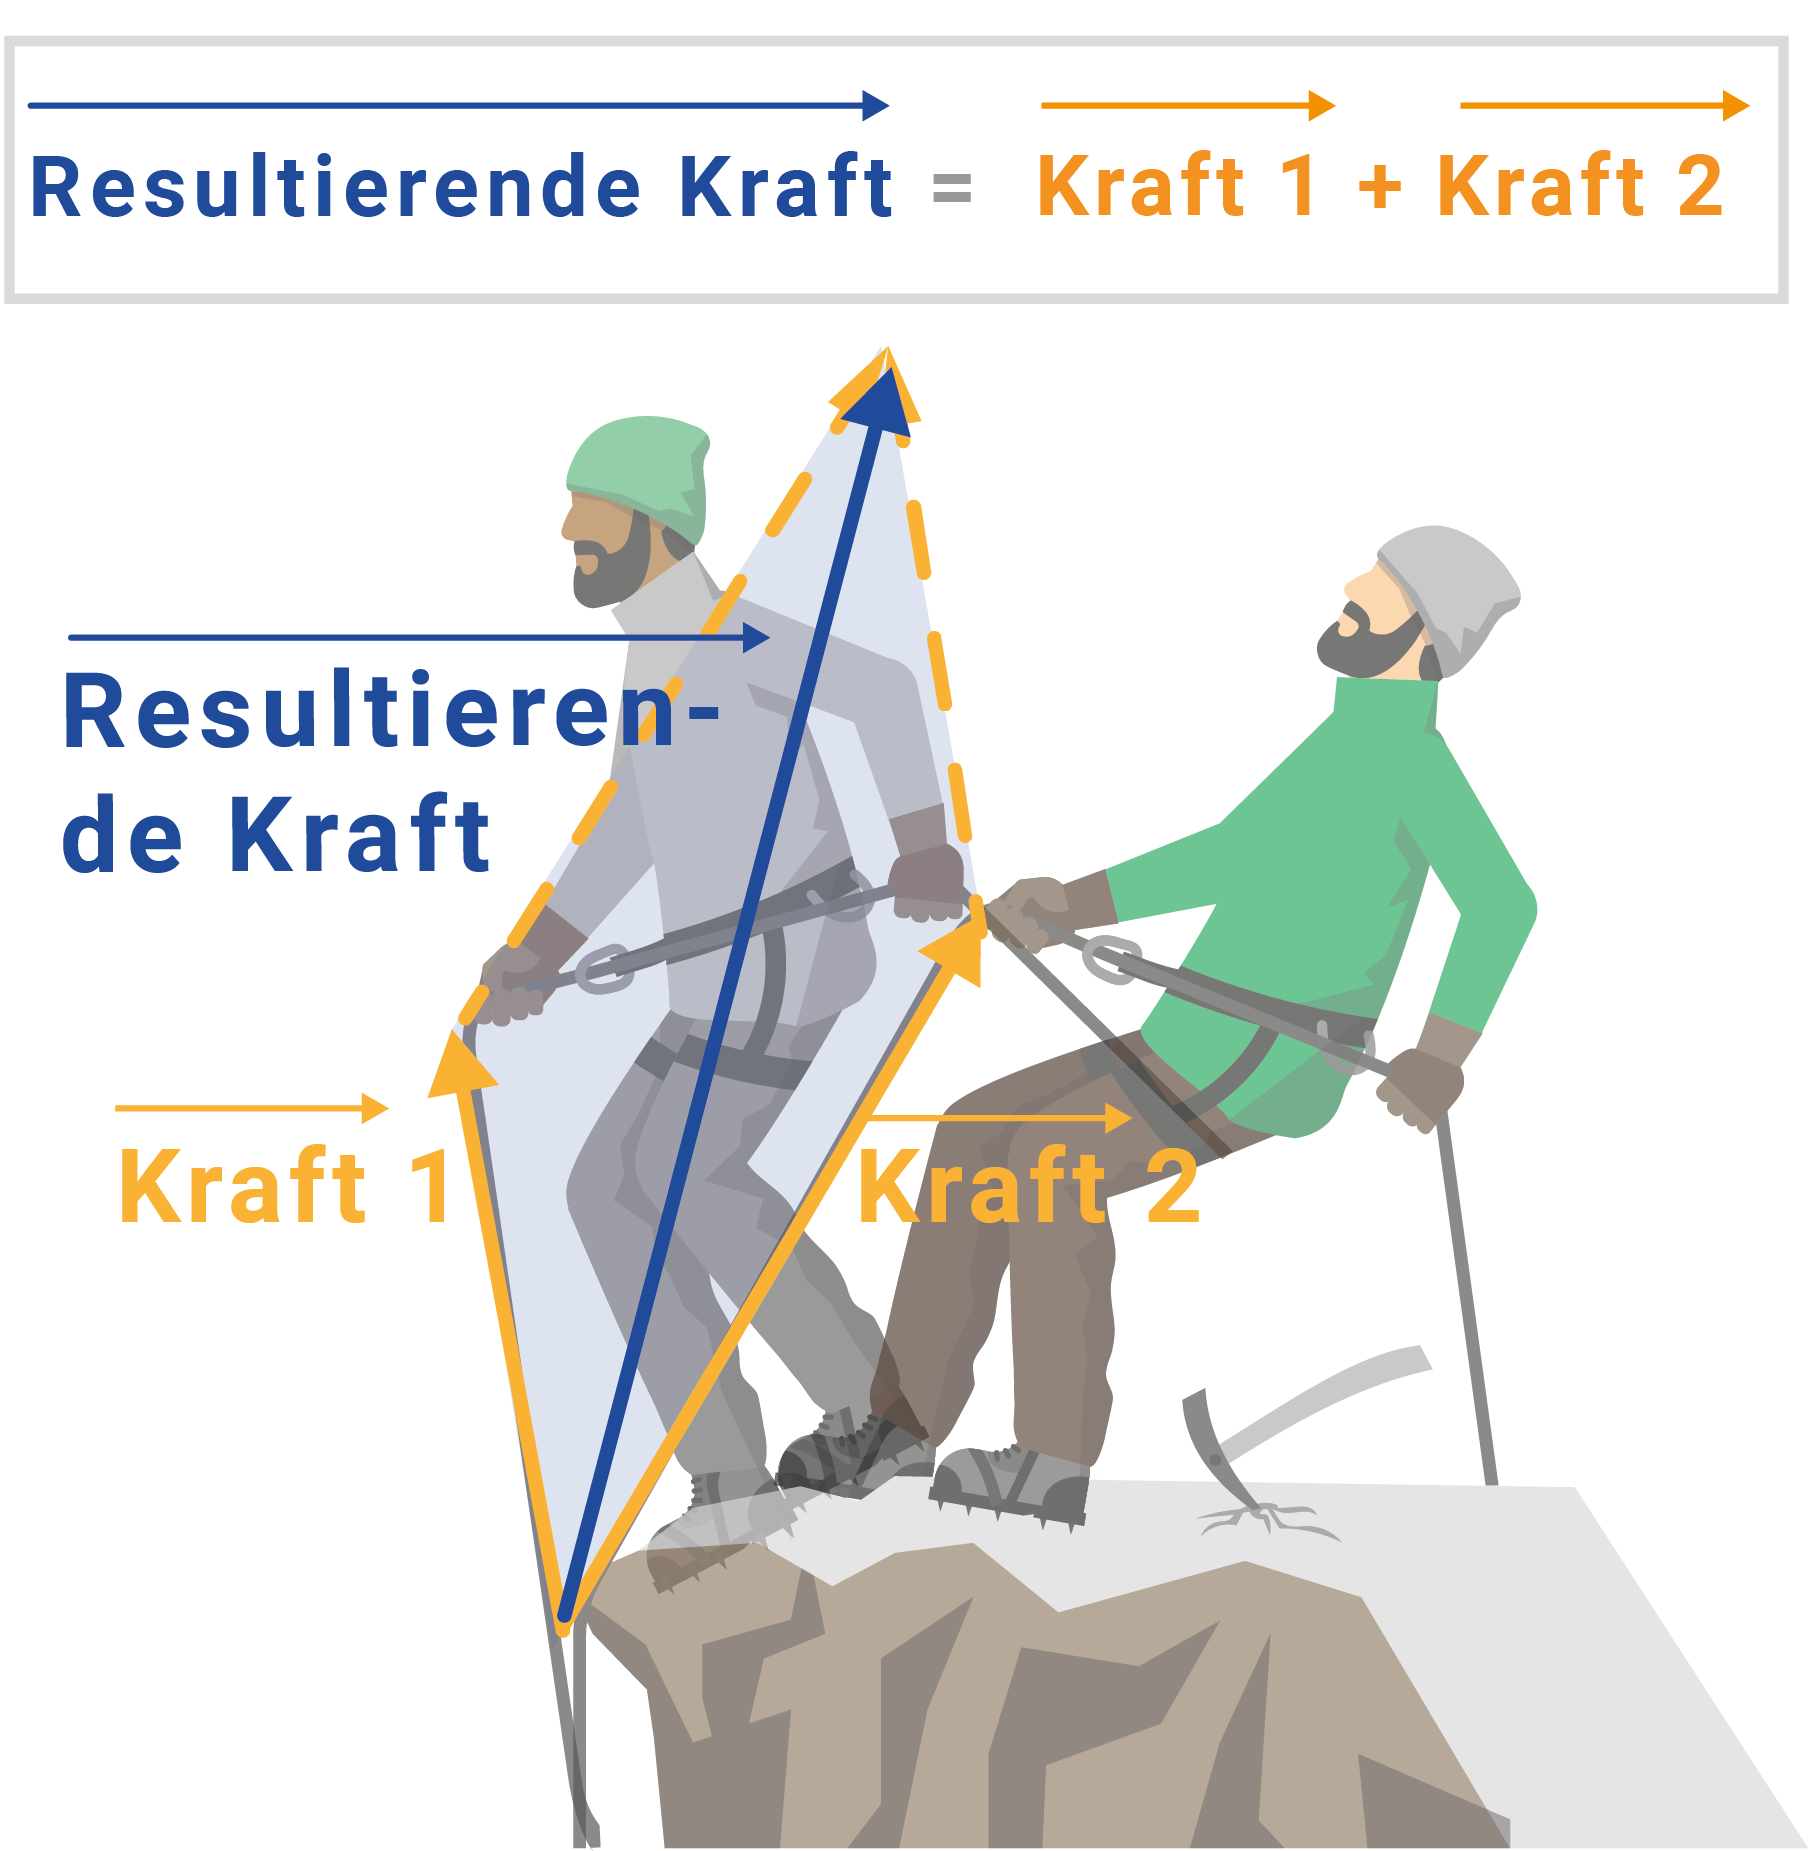 Resultierende Kraft = Kraft 1 + Kraft 2
Resultieren-
de Kraft
Kraft 1
Kraft 2